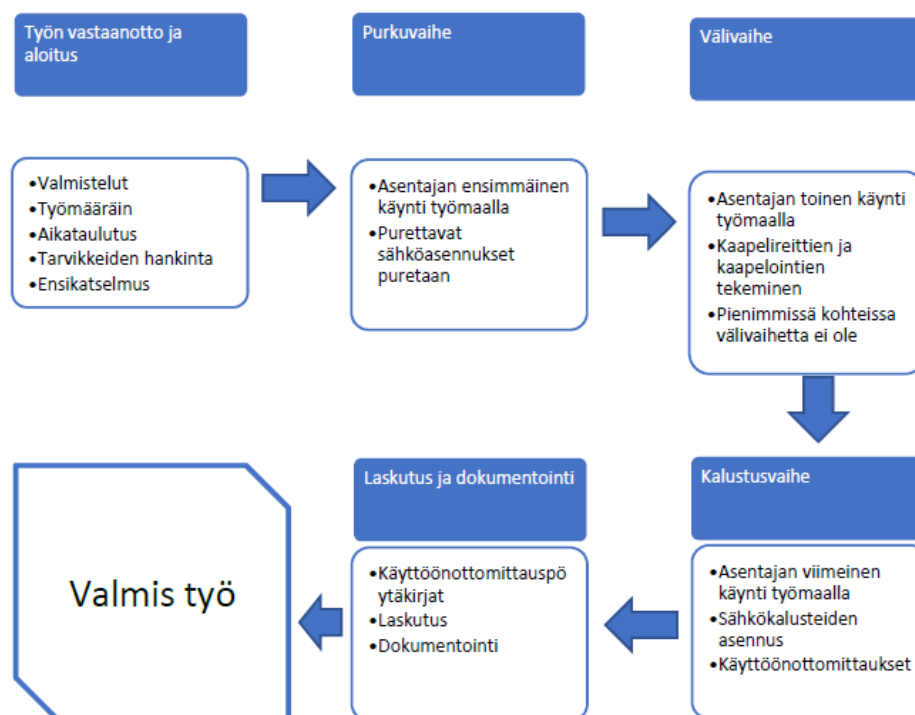 Työn vastaanotto ja
aloitus
Purkuvaihe
Välivaihe
•Valmistelut
•Työmääräin
•Aikataulutus
•Tarvikkeiden hankinta
•Ensikatselmus
•Asentajan ensimmäinen
käynti työmaalla
•Purettavat
sähköasennukset
puretaan
•Asentajan toinen käynti
työmaalla
•Kaapelireittien ja
kaapelointien
tekeminen
•Pienimmissä kohteissa
välivaihetta ei ole
Kalustusvaihe
•Asentajan viimeinen
käynti työmaalla
•Sähkökalusteiden
asennus
•Käyttöönottomittaukset
Laskutus ja dokumentointi
•Käyttöönottomittauspö
ytäkirjat
•Laskutus
•Dokumentointi
Valmis työ